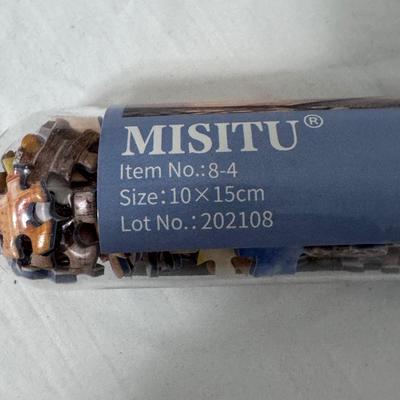 MISITU®
Item No.:8-4
Size:10×15cm
Lot No.:202108